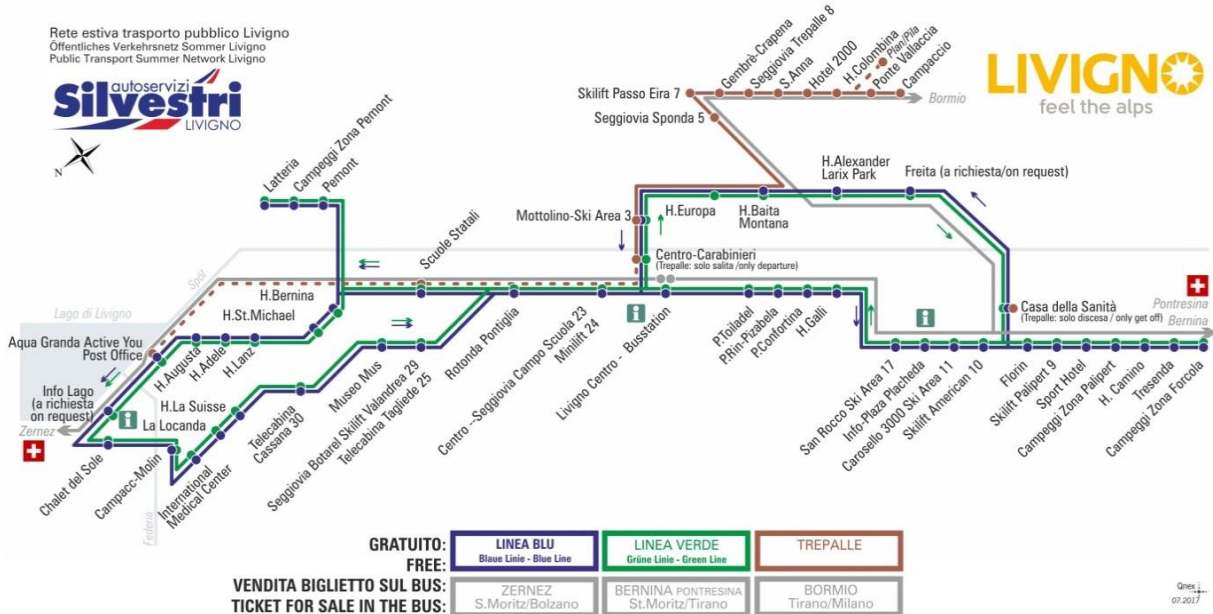 Rete estiva trasporto pubblico Livigno
Öffentliches Verkehrsnetz Sommer Livigno
Public Transport Summer Network Livigno
autoservizi
Silvestri
LIVIGNO
N
LIVIGNO
feel the alps
Skilift Passo Eira 7
Gembrè-Crapena
Seggiovia Trepalle 8
S.Anna
Hotel 2000
H.Colombina
Plan/Pila
Ponte Vallaccia
Campaccio
Bormio
Seggiovia Sponda 5
Latteria
Campeggi Zona Pemont
Pemont
Mottolino-Ski Area 3
H.Europa
H.Baita
Montana
H.Alexander
Larix Park
Freita (a richiesta/on request)
Scuole Statali
Centro-Carabinieri
(Trepalle: solo salita /only departure)
Spöl
Lago di Livigno
H.Bernina
H.St.Michael
Aqua Granda Active You
Post Office
H.Augusta
H.Adele
H.Lanz
Info Lago
(a richiesta
on request)
Zernez
Chalet del Sole
Campacc-Molin
Federia
H.La Suisse
La Locanda
International
Medical Center
Telecabina
Cassana 30
Museo Mus
Seggiovia Botarel Skilift Valandrea 29
Telecabina Tagliede 25
Rotonda Pontiglia
Centro --Seggiovia Campo Scuola 23
Minilift 24
i
Livigno Centro - Busstation
P.Toiladel
P.Rin-Pizabela
P.Confortina
H.Galli
i
Casa della Sanità
(Trepalle: solo discesa / only get off)
Pontresina
Bernina
San Rocco Ski Area 17
Info-Plaza Placheda
Carosello 3000 Ski Area 11
Skilift American 10
Florin
Skilift Palipert 9
Sport Hotel
Campeggi Zona Palipert
H. Camino
Tresenda
Campeggi Zona Forcola
i
GRATUITO:
FREE:
LINEA BLU
Blaue Linie - Blue Line
LINEA VERDE
Grüne Linie - Green Line
TREPALLE
VENDITA BIGLIETTO SUL BUS:
TICKET FOR SALE IN THE BUS:
ZERNEZ
S.Moritz/Bolzano
BERNINA PONTRESINA
St.Moritz/Tirano
BORMIO
Tirano/Milano
Qnex
07.2017